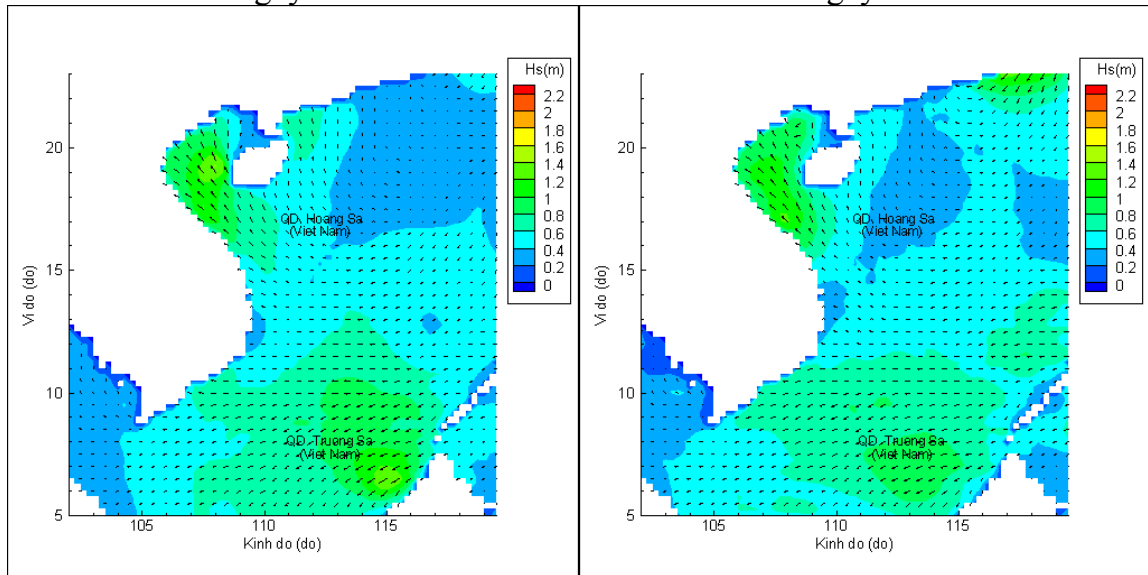 Hs(m)
2.2
2
1.8
1.6
1.4
1.2
1
0.8
0.6
0.4
0.2
0
20
15
10
5
Vi do (do)
QD. Hoang Sa
(Viet Nam)
QD. Truong Sa
(Viet Nam)
105
110
115
Kinh do (do)
Hs(m)
2.2
2
1.8
1.6
1.4
1.2
1
0.8
0.6
0.4
0.2
0
20
15
10
5
Vi do (do)
QD. Hoang Sa
(Viet Nam)
QD. Truong Sa
(Viet Nam)
105
110
115
Kinh do (do)